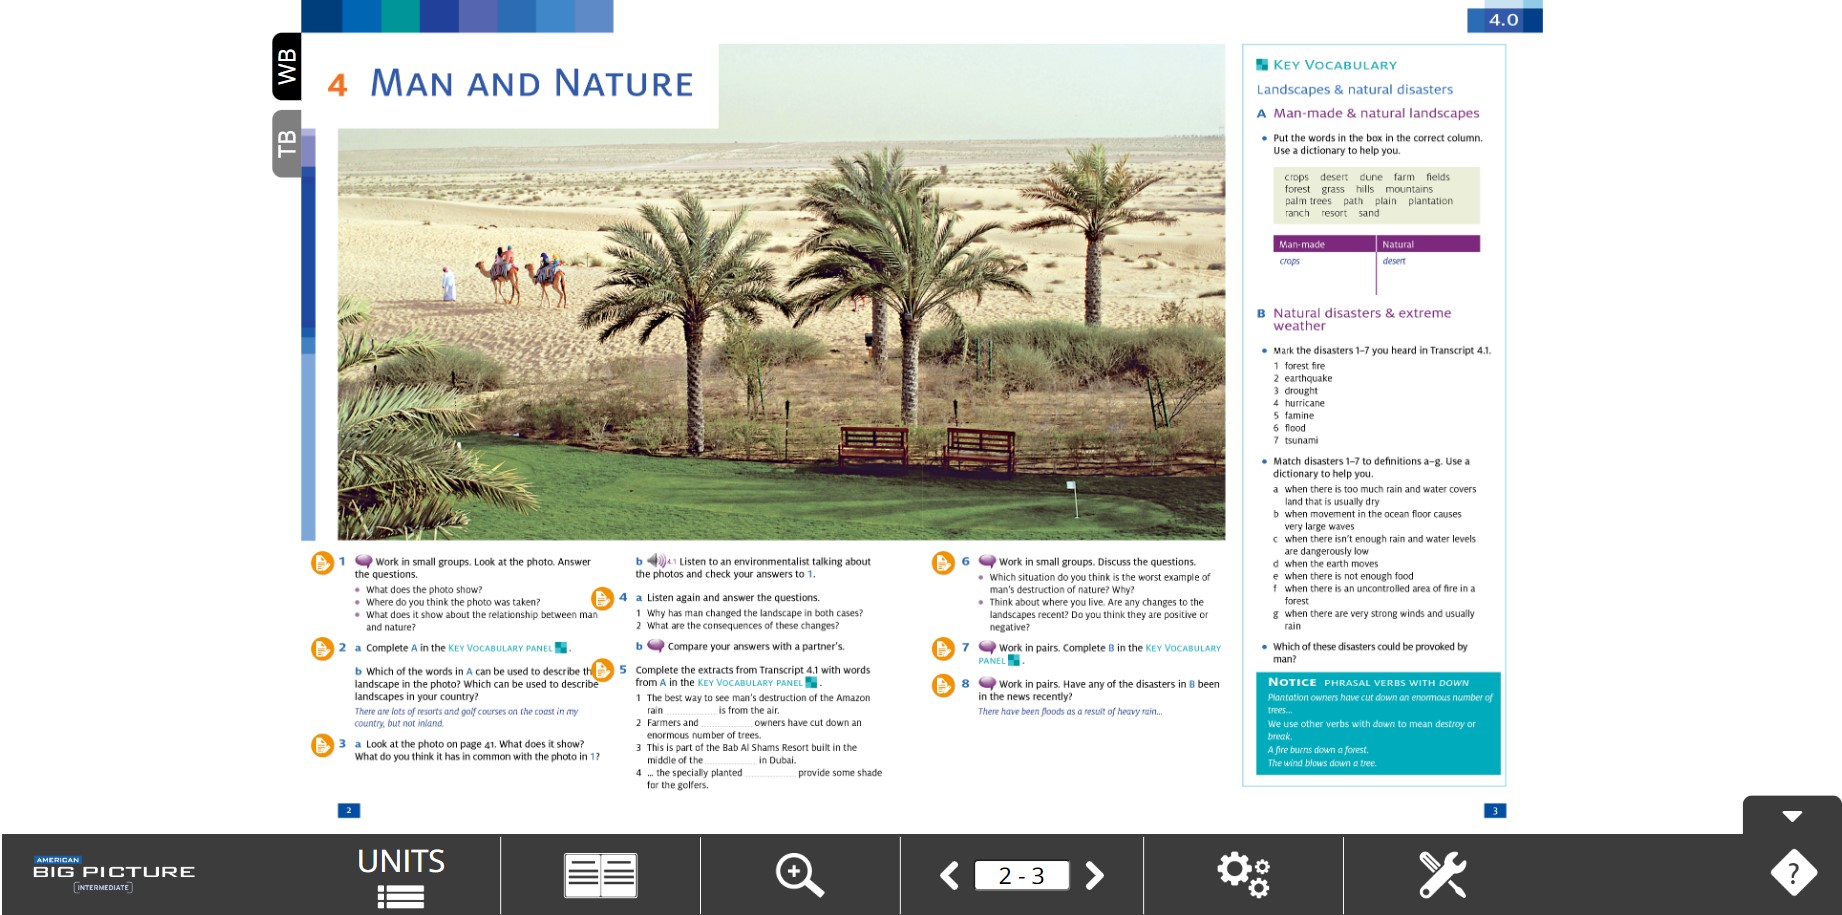 4.0
WB
TB
4 Man and Nature
Key Vocabulary
Landscapes & natural disasters
A Man-made & natural landscapes
• Put the words in the box in the correct column.
Use a dictionary to help you.
crops desert dune farm fields
forest grass hills mountains
palm trees path plain plantation
ranch resort sand
Man-made Natural
crops desert
B Natural disasters & extreme
weather
• Mark the disasters 1–7 you heard in Transcript 4.1.
1 forest fire
2 earthquake
3 drought
4 hurricane
5 famine
6 flood
7 tsunami
• Match disasters 1–7 to definitions a–g. Use a
dictionary to help you.
a when there is too much rain and water covers
land that is usually dry
b when movement in the ocean floor causes
very large waves
c when there isn't enough rain and water levels
are dangerously low
d when the earth moves
e when there is not enough food
f when there is an uncontrolled area of fire in a
forest
g when there are very strong winds and usually
rain
• Which of these disasters could be provoked by
man?
Notice phrasal verbs with down
Plantation owners have cut down an enormous number of
trees...
We use other verbs with down to mean destroy or
break.
A fire burns down a forest.
The wind blows down a tree.
1 Work in small groups. Look at the photo. Answer
the questions.
• What does the photo show?
• Where do you think the photo was taken?
• What does it show about the relationship between man
and nature?
2 a Complete A in the Key Vocabulary panel.
b Which of the words in A can be used to describe the
landscape in the photo? Which can be used to describe
landscapes in your country?
There are lots of resorts and golf courses on the coast in my
country, but not inland.
3 a Look at the photo on page 41. What does it show?
What do you think it has in common with the photo in 1?
b 4.1 Listen to an environmentalist talking about
the photos and check your answers to 1.
4 a Listen again and answer the questions.
1 Why has man changed the landscape in both cases?
2 What are the consequences of these changes?
b Compare your answers with a partner's.
5 Complete the extracts from Transcript 4.1 with words
from A in the Key Vocabulary panel.
1 The best way to see man's destruction of the Amazon
rain ........ is from the air.
2 Farmers and ........ owners have cut down an
enormous number of trees.
3 This is part of the Bab Al Shams Resort built in the
middle of the ........ in Dubai.
4 ... the specially planted ........ provide some shade
for the golfers.
6 Work in small groups. Discuss the questions.
• Which situation do you think is the worst example of
man's destruction of nature? Why?
• Think about where you live. Are any changes to the
landscapes recent? Do you think they are positive or
negative?
7 Work in pairs. Complete B in the Key Vocabulary
panel.
8 Work in pairs. Have any of the disasters in B been
in the news recently?
There have been floods as a result of heavy rain...
2
3
AMERICAN
BIG PICTURE
INTERMEDIATE
UNITS
2 - 3
?